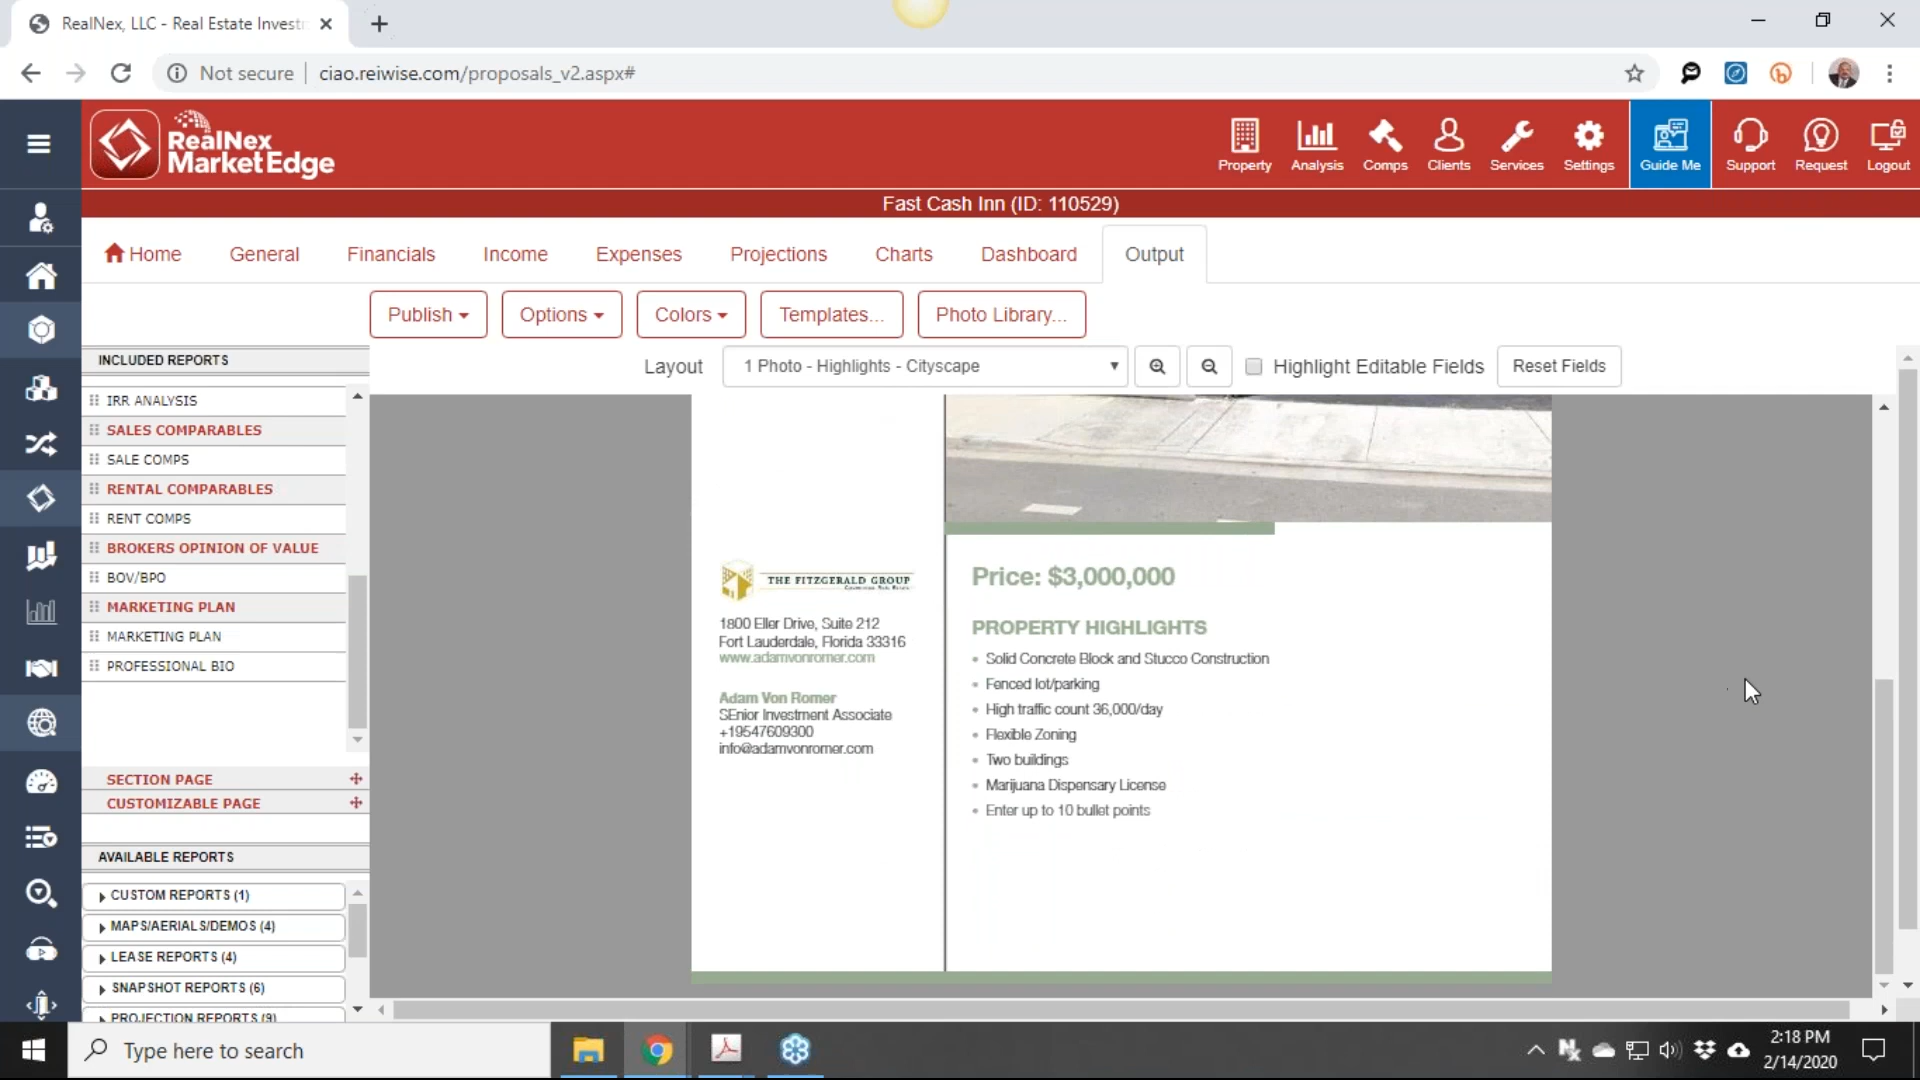 RealNex, LLC - Real Estate Investm
Not secure
ciao.reiwise.com/proposals_v2.aspx#
RealNex
MarketEdge
Property
Analysis
Comps
Clients
Services
Settings
Guide Me
Support
Request
Logout
Fast Cash Inn (ID: 110529)
Home
General
Financials
Income
Expenses
Projections
Charts
Dashboard
Output
Publish
Options
Colors
Templates...
Photo Library...
Layout
1 Photo - Highlights - Cityscape
Highlight Editable Fields
Reset Fields
INCLUDED REPORTS
IRR ANALYSIS
SALES COMPARABLES
SALE COMPS
RENTAL COMPARABLES
RENT COMPS
BROKERS OPINION OF VALUE
BOV/BPO
MARKETING PLAN
MARKETING PLAN
PROFESSIONAL BIO
SECTION PAGE
CUSTOMIZABLE PAGE
AVAILABLE REPORTS
CUSTOM REPORTS (1)
MAPS/AERIALS/DEMOS (4)
LEASE REPORTS (4)
SNAPSHOT REPORTS (6)
PROJECTION REPORTS (9)
THE FITZGERALD GROUP
1800 Eller Drive, Suite 212
Fort Lauderdale, Florida 33316
www.adamvonromer.com
Adam Von Romer
SEnior Investment Associate
+19547609300
info@adamvonromer.com
Price: $3,000,000
PROPERTY HIGHLIGHTS
• Solid Concrete Block and Stucco Construction
• Fenced lot/parking
• High traffic count 36,000/day
• Flexible Zoning
• Two buildings
• Marijuana Dispensary License
• Enter up to 10 bullet points
Type here to search
2:18 PM
2/14/2020